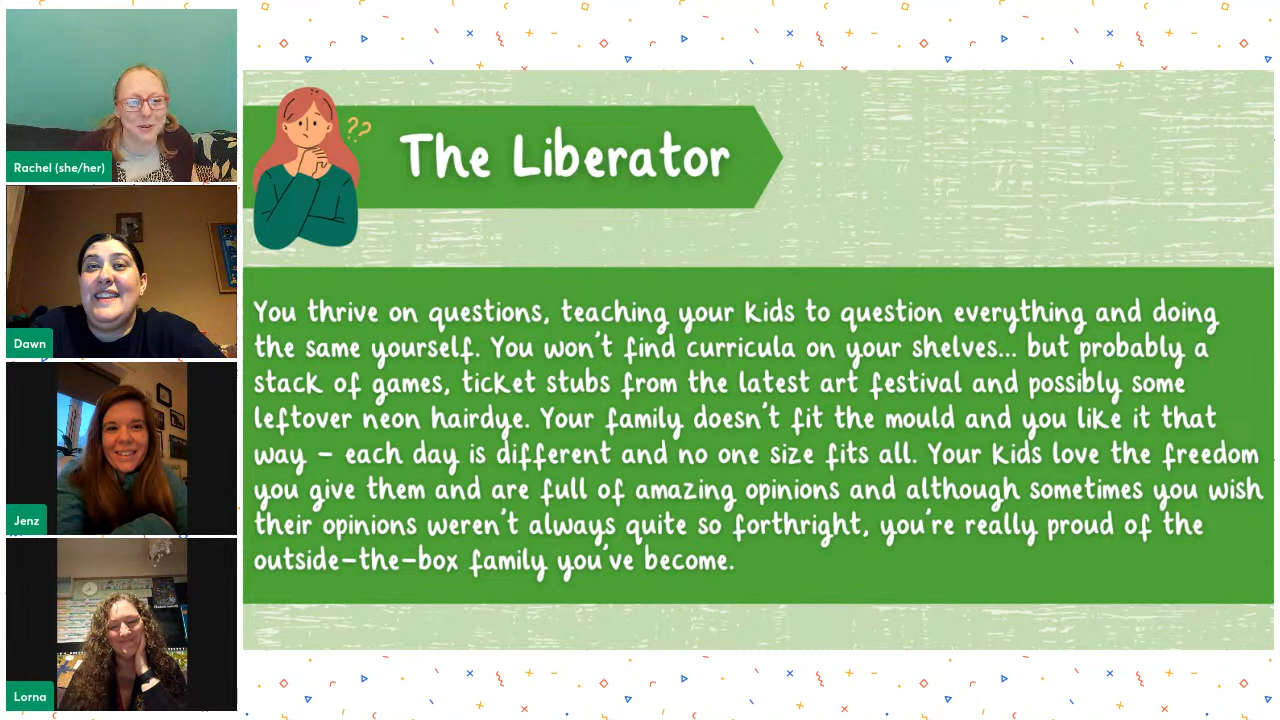 Rachel (she/her)
Dawn
Jenz
Lorna
??
The Liberator
You thrive on questions, teaching your kids to question everything and doing
the same yourself. You won't find curricula on your shelves... but probably a
stack of games, ticket stubs from the latest art festival and possibly some
leftover neon hairdye. Your family doesn't fit the mould and you like it that
way - each day is different and no one size fits all. Your kids love the freedom
you give them and are full of amazing opinions and although sometimes you wish
their opinions weren't always quite so forthright, you're really proud of the
outside-the-box family you've become.